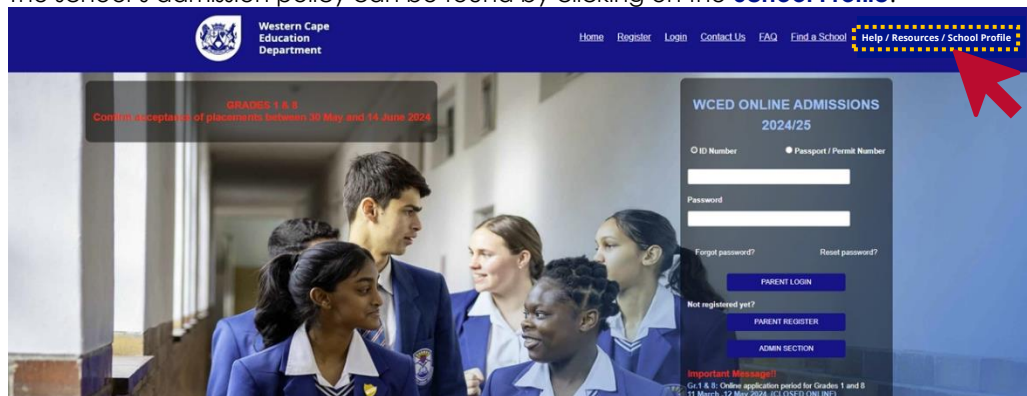 The school's admission policy can be found by clicking on the School Profile.
Western Cape
Education
Department
Home Register Login Contact Us FAQ Find a School Help / Resources / School Profile
GRADES 1 & 8
Confirm acceptance of placements between 30 May and 14 June 2024
WCED ONLINE ADMISSIONS
2024/25
ID Number Passport / Permit Number
Password
Forgot password? Reset password?
PARENT LOGIN
Not registered yet?
PARENT REGISTER
ADMIN SECTION
Important Message!!
Gr.1 & 8: Online application period for Grades 1 and 8
11 March -12 May 2024 (CLOSED ONLINE)